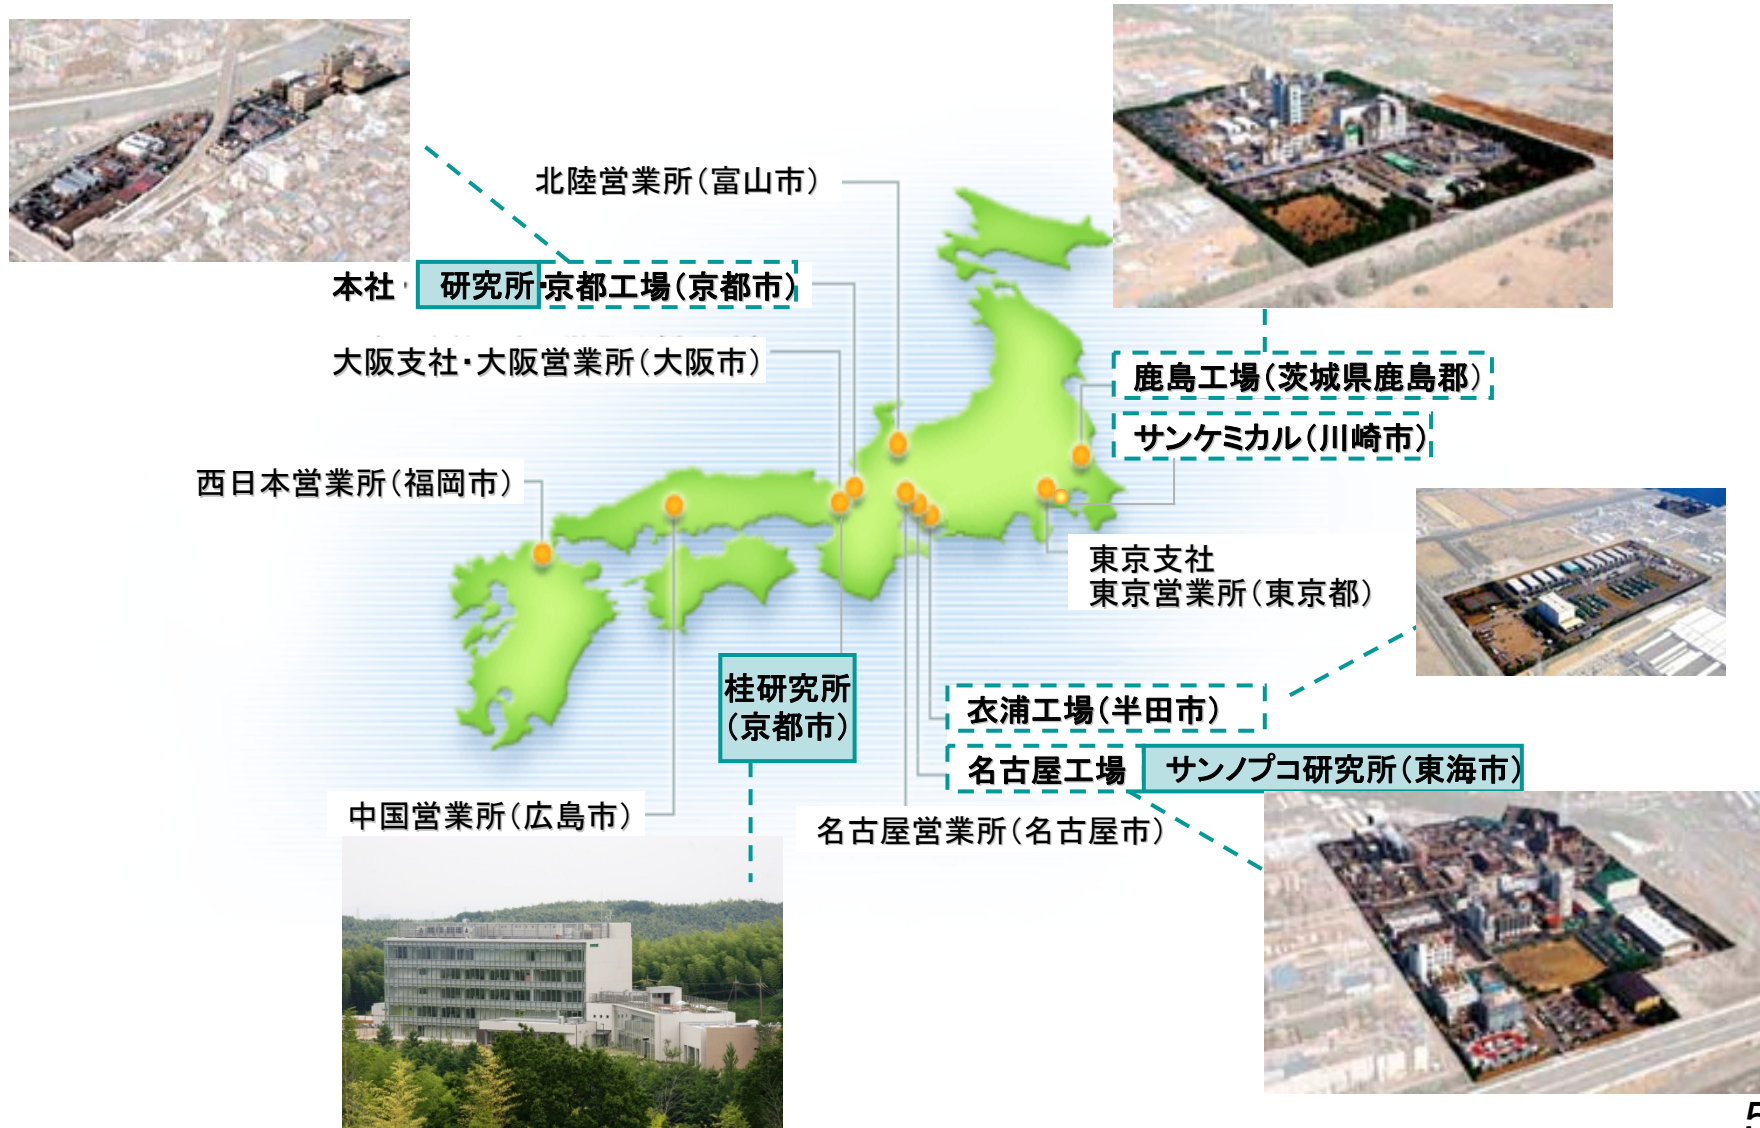 北陸営業所（富山市）
本社・研究所・京都工場（京都市）
大阪支社・大阪営業所（大阪市）
鹿島工場（茨城県鹿島郡）
サンケミカル（川崎市）
西日本営業所（福岡市）
東京支社
東京営業所（東京都）
桂研究所
（京都市）
衣浦工場（半田市）
名古屋工場 サンノプコ研究所（東海市）
中国営業所（広島市）
名古屋営業所（名古屋市）
5